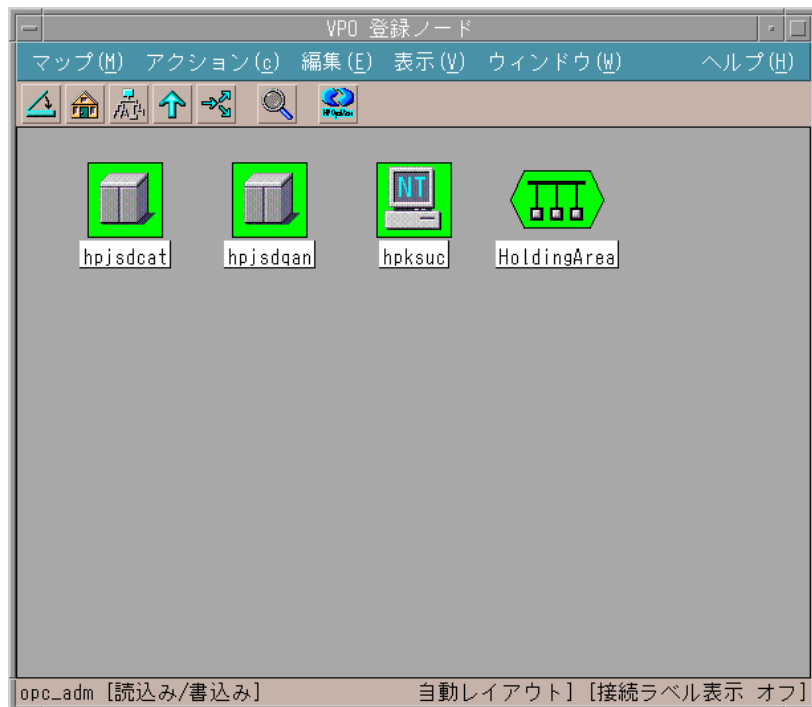 VPO 登録ノード
マップ(M) アクション(c) 編集(E) 表示(V) ウィンドウ(W) ヘルプ(H)
HP OpenView
NT
hpjsdcat hpjsdqan hpksuc HoldingArea
opc_adm [読込み/書込み] 自動レイアウト] [接続ラベル表示 オフ]